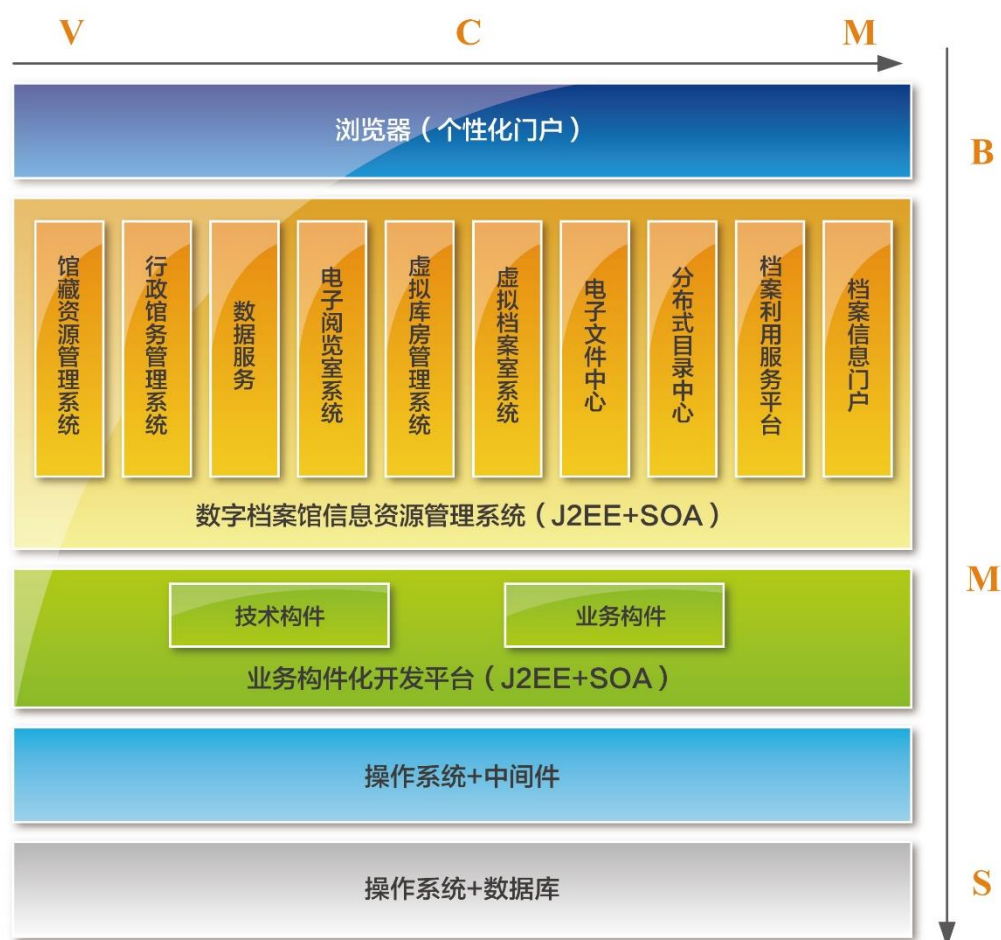 V C M
浏览器（个性化门户）
B
馆藏资源管理系统
行政馆务管理系统
数据服务
电子阅览室系统
虚拟库房管理系统
虚拟档案室系统
电子文件中心
分布式目录中心
档案利用服务平台
档案信息门户
数字档案馆信息资源管理系统（J2EE+SOA）
技术构件
业务构件
M
业务构件化开发平台（J2EE+SOA）
操作系统+中间件
操作系统+数据库
S